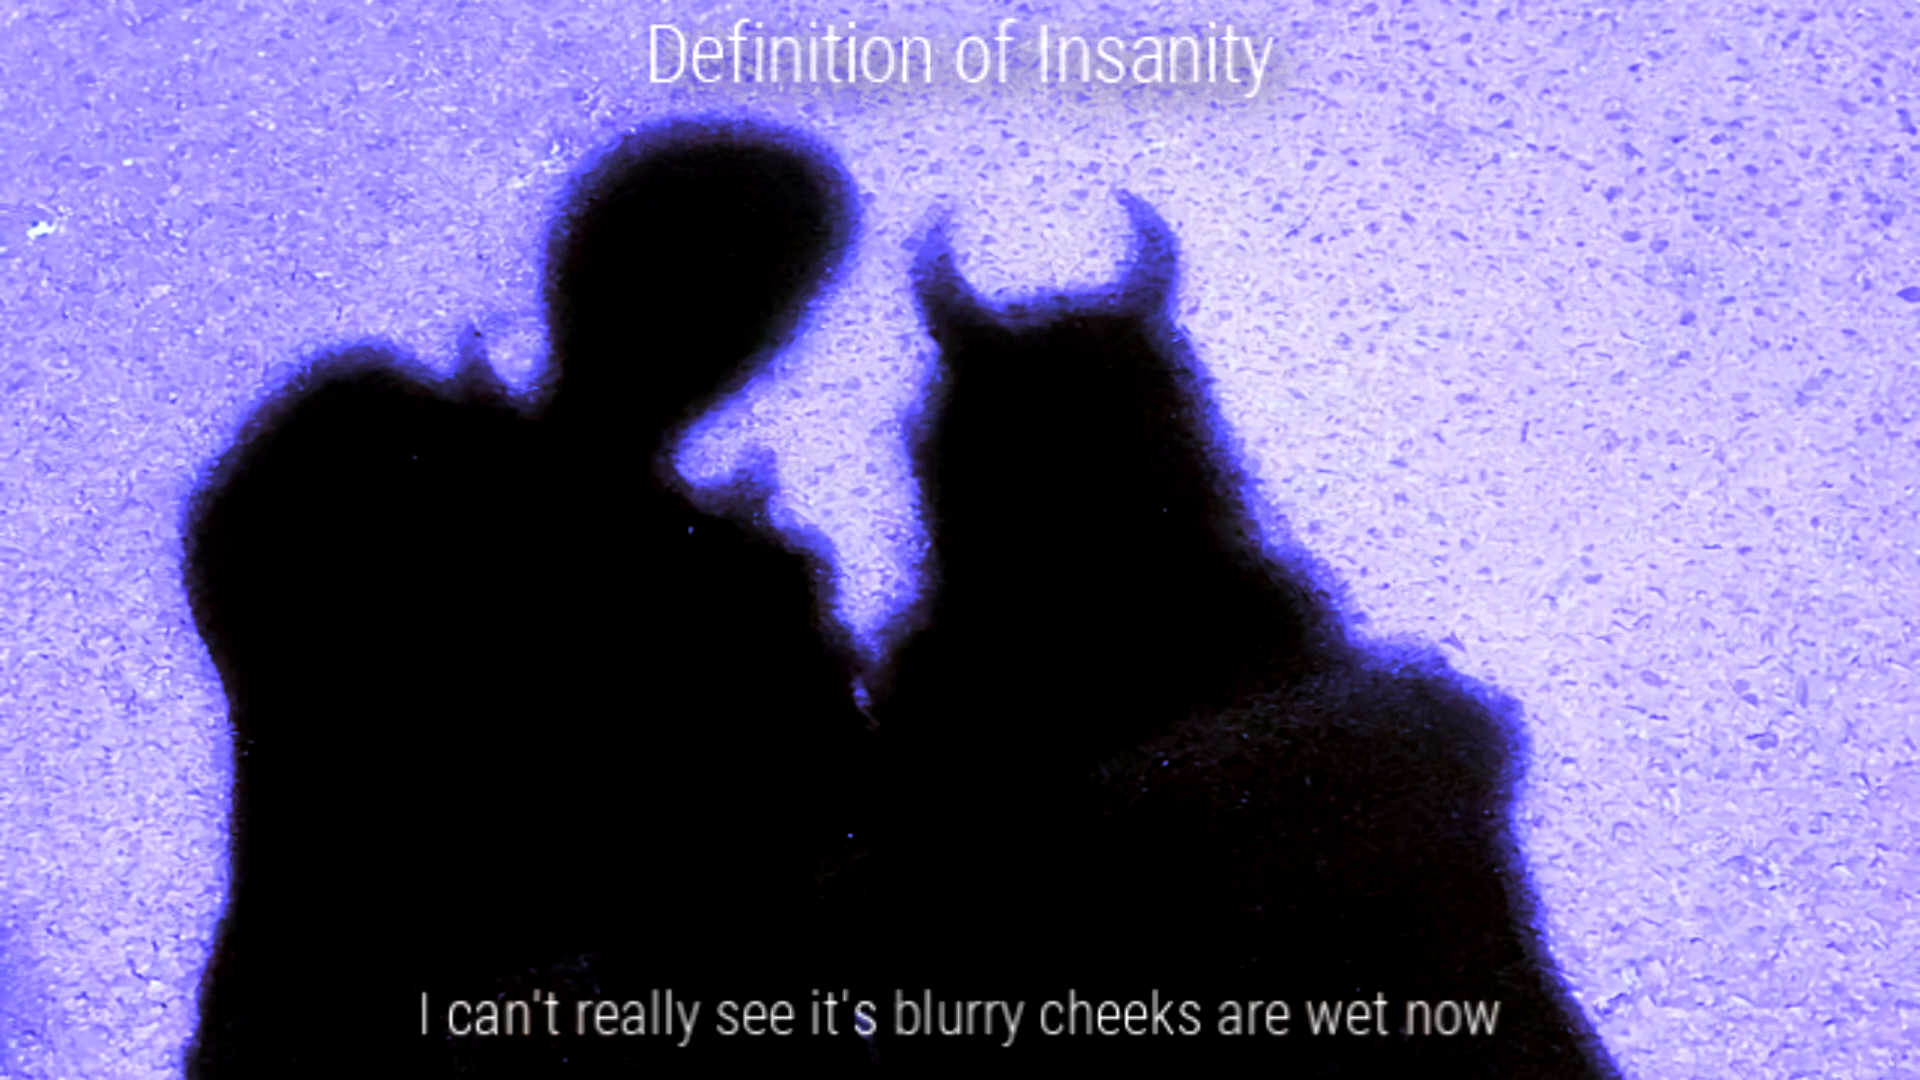 Definition of Insanity
I can't really see it's blurry cheeks are wet now